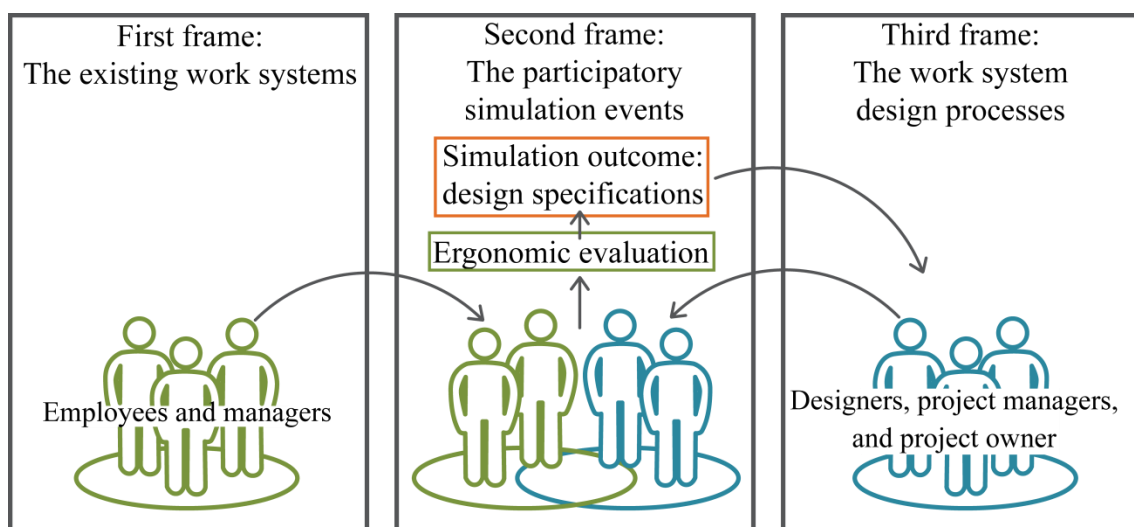 First frame:
The existing work systems
Second frame:
The participatory
simulation events
Third frame:
The work system
design processes
Simulation outcome:
design specifications
Ergonomic evaluation
Employees and managers
Designers, project managers,
and project owner